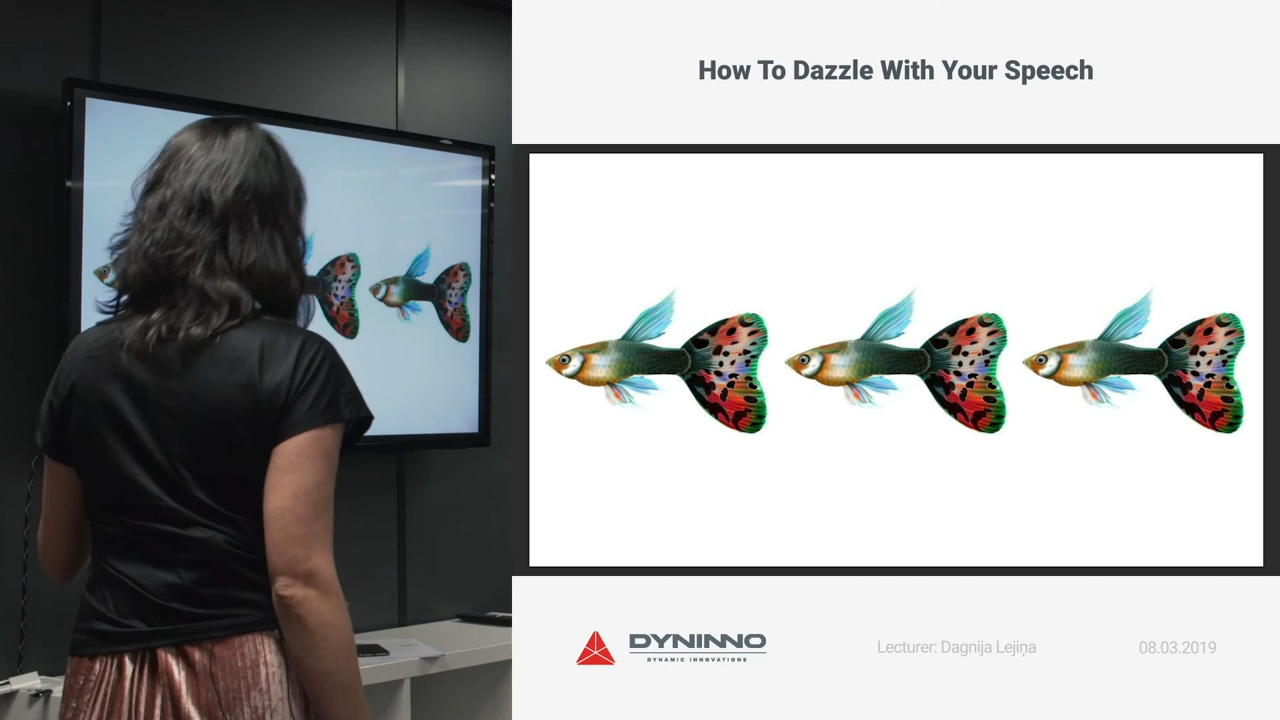 How To Dazzle With Your Speech
DYNINNO
DYNAMIC INNOVATIONS
Lecturer: Dagnija Lejiņa
08.03.2019